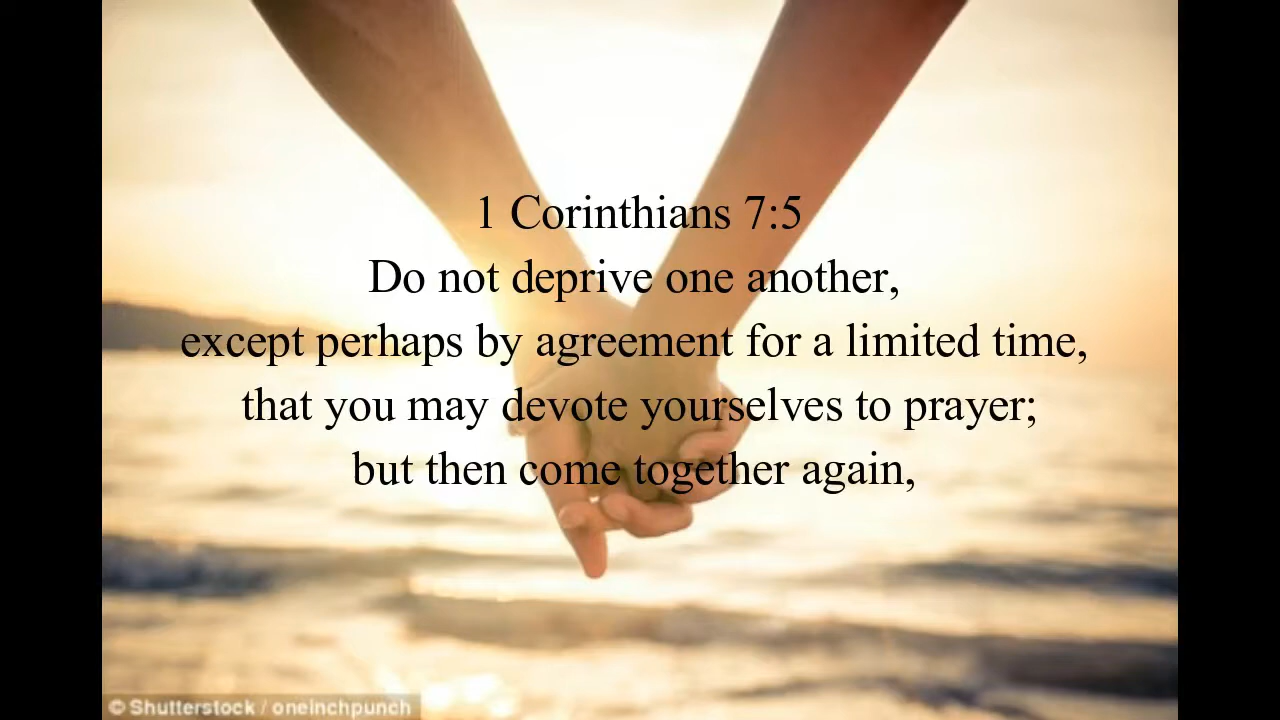 1 Corinthians 7:5
Do not deprive one another,
except perhaps by agreement for a limited time,
that you may devote yourselves to prayer;
but then come together again,
© Shutterstock / oneinchpunch